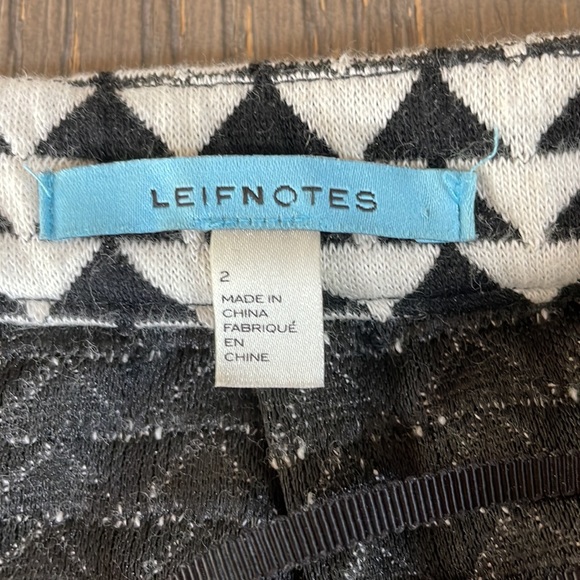 LEIFNOTES
2
MADE IN
CHINA
FABRIQUÉ
EN
CHINE